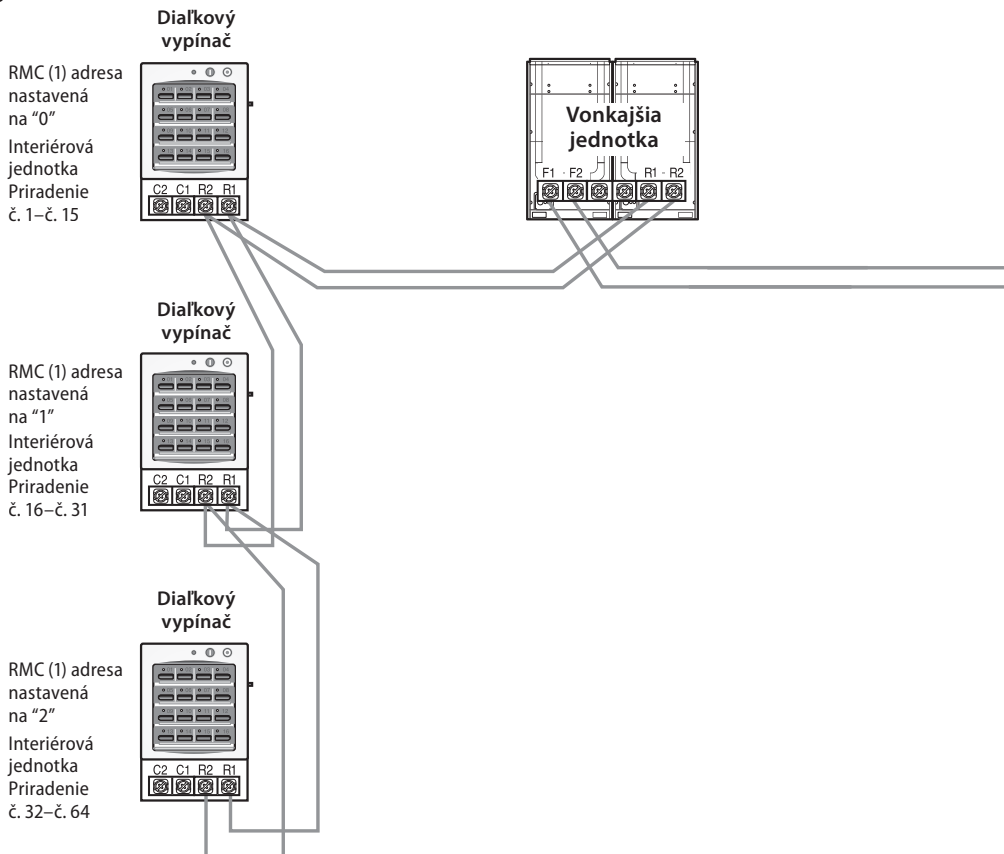 Diaľkový
vypínač
RMC (1) adresa
nastavená
na “0”
Interiérová
jednotka
Priradenie
č. 1–č. 15
C2 C1 R2 R1
Vonkajšia
jednotka
F1 - F2 R1 - R2
Diaľkový
vypínač
RMC (1) adresa
nastavená
na “1”
Interiérová
jednotka
Priradenie
č. 16–č. 31
C2 C1 R2 R1
Diaľkový
vypínač
RMC (1) adresa
nastavená
na “2”
Interiérová
jednotka
Priradenie
č. 32–č. 64
C2 C1 R2 R1